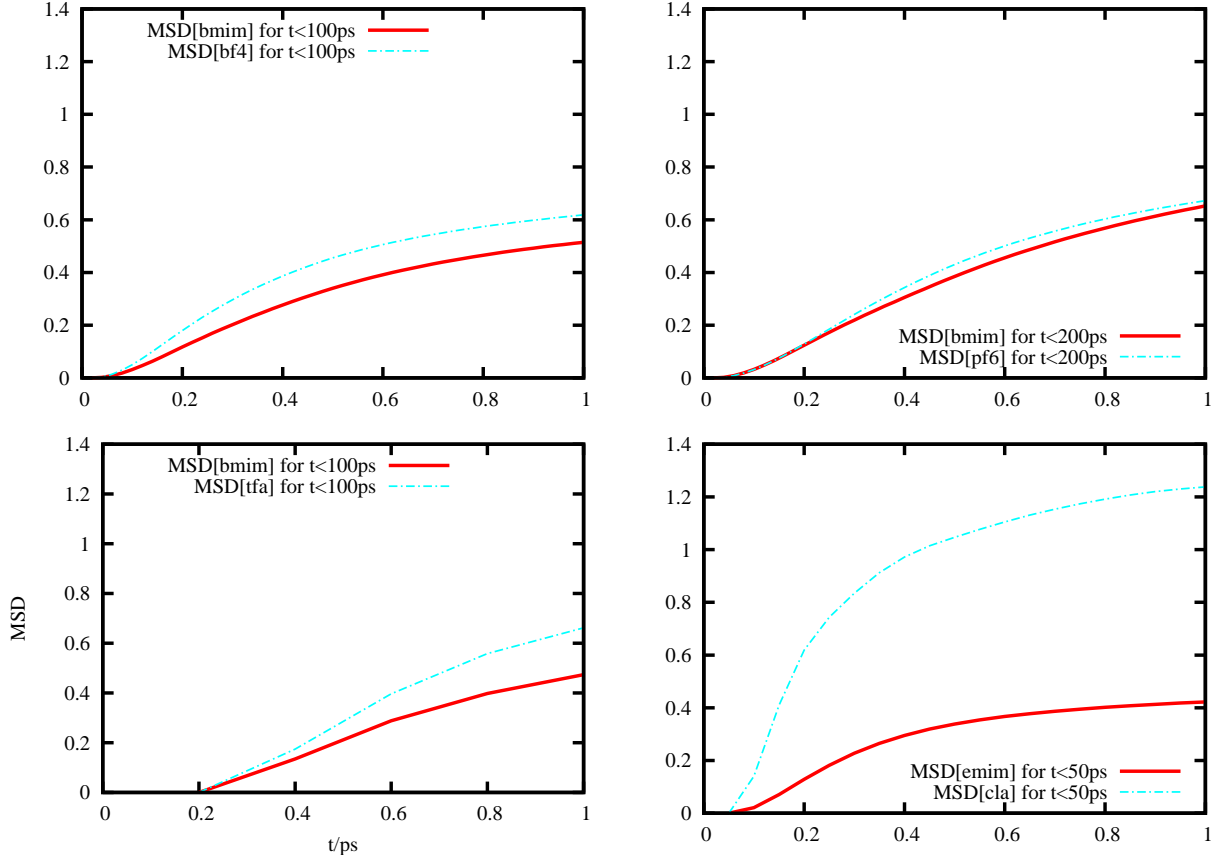 1.4
1.2
1
0.8
0.6
0.4
0.2
0
0 0.2 0.4 0.6 0.8 1
MSD[bmim] for t<100ps
MSD[bf4] for t<100ps
1.4
1.2
1
0.8
0.6
0.4
0.2
0
0 0.2 0.4 0.6 0.8 1
MSD[bmim] for t<200ps
MSD[pf6] for t<200ps
1.4
1.2
1
0.8
0.6
0.4
0.2
0
0 0.2 0.4 0.6 0.8 1
MSD
t/ps
MSD[bmim] for t<100ps
MSD[tfa] for t<100ps
1.4
1.2
1
0.8
0.6
0.4
0.2
0
0 0.2 0.4 0.6 0.8 1
MSD[emim] for t<50ps
MSD[cla] for t<50ps